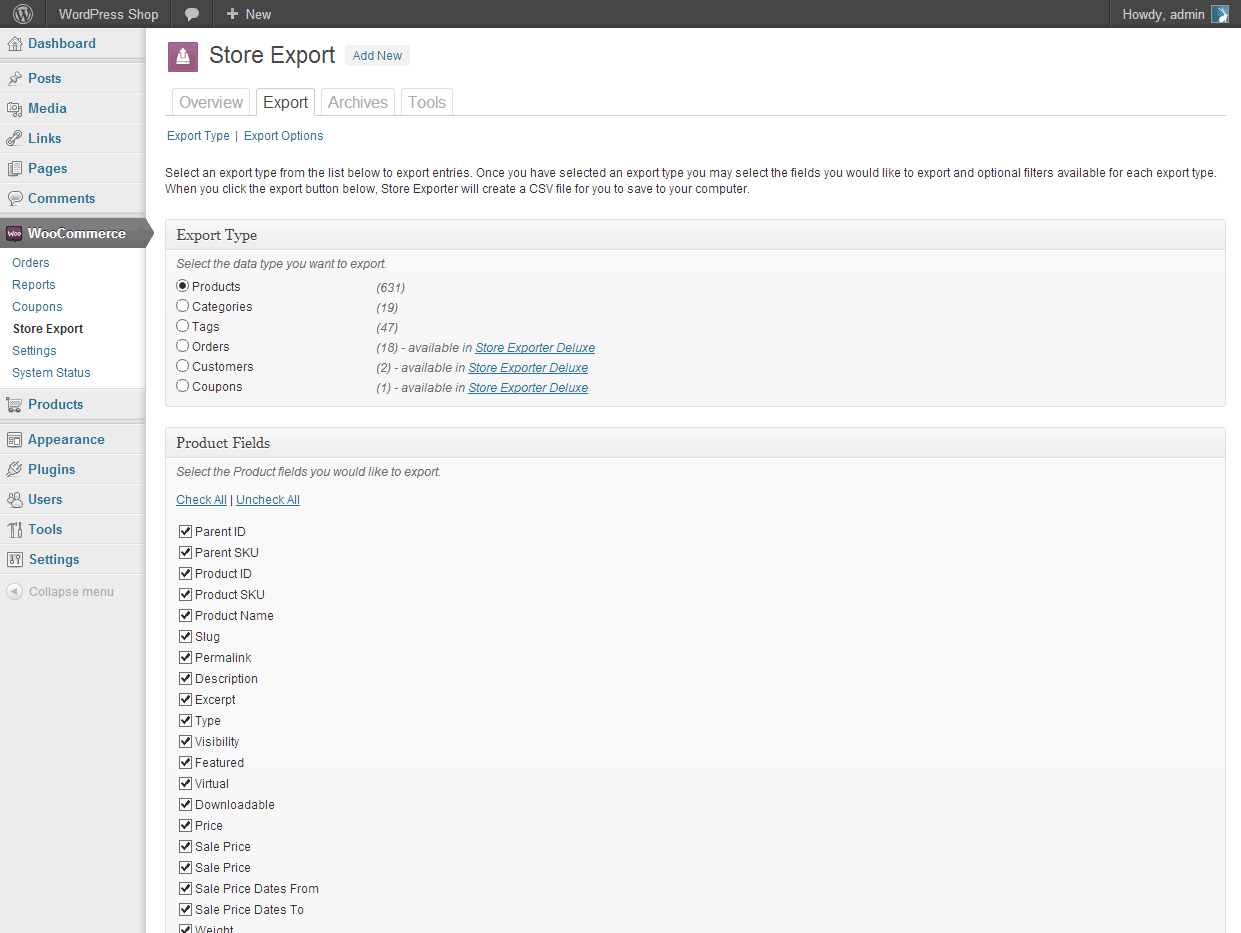 WordPress Shop
+ New
Howdy, admin
Dashboard
Posts
Media
Links
Pages
Comments
Woo WooCommerce
Orders
Reports
Coupons
Store Export
Settings
System Status
Products
Appearance
Plugins
Users
Tools
Settings
Collapse menu
Store Export Add New
Overview Export Archives Tools
Export Type | Export Options
Select an export type from the list below to export entries. Once you have selected an export type you may select the fields you would like to export and optional filters available for each export type.
When you click the export button below, Store Exporter will create a CSV file for you to save to your computer.
Export Type
Select the data type you want to export.
Products (631)
Categories (19)
Tags (47)
Orders (18) - available in Store Exporter Deluxe
Customers (2) - available in Store Exporter Deluxe
Coupons (1) - available in Store Exporter Deluxe
Product Fields
Select the Product fields you would like to export.
Check All | Uncheck All
Parent ID
Parent SKU
Product ID
Product SKU
Product Name
Slug
Permalink
Description
Excerpt
Type
Visibility
Featured
Virtual
Downloadable
Price
Sale Price
Sale Price
Sale Price Dates From
Sale Price Dates To
Weight